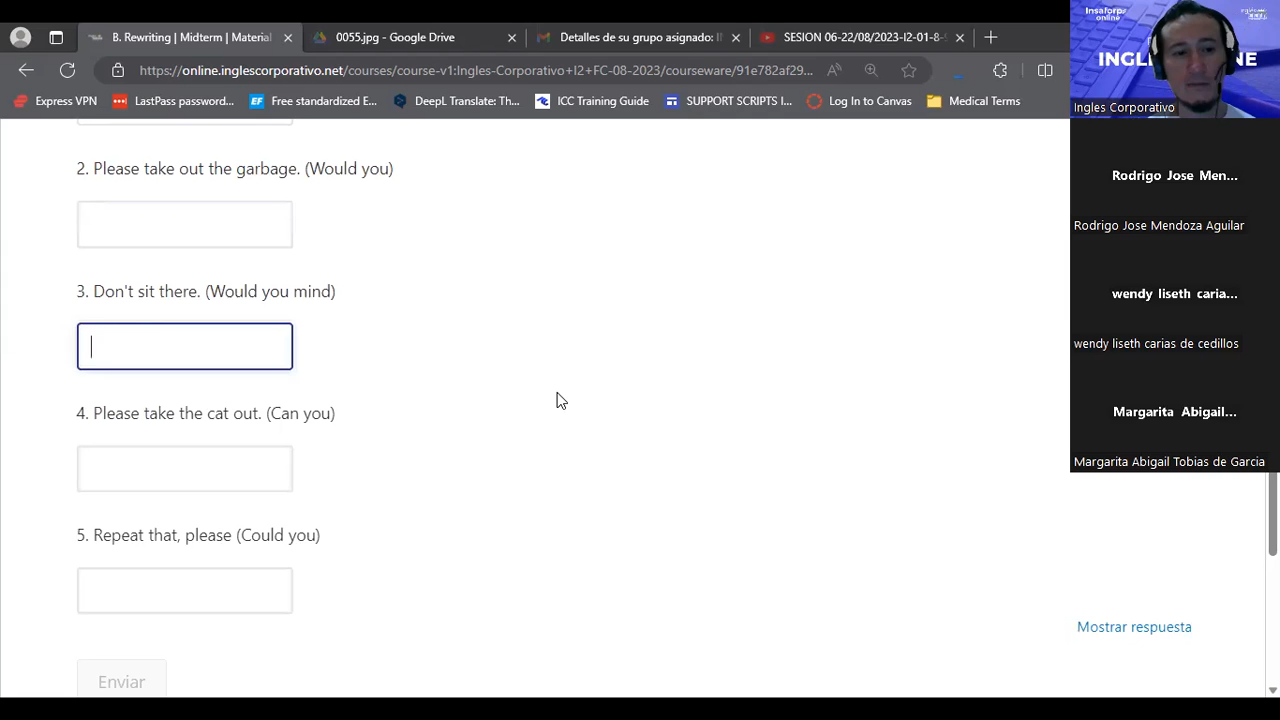 B. Rewriting | Midterm | Material
0055.jpg - Google Drive
Detalles de su grupo asignado: I
SESION 06-22/08/2023-I2-01-8-
https://online.inglescorporativo.net/courses/course-v1:Ingles-Corporativo+I2+FC-08-2023/courseware/91e782af29...
Express VPN
LastPass password...
EF Free standardized E...
DeepL Translate: Th...
ICC Training Guide
SUPPORT SCRIPTS I...
Log In to Canvas
Medical Terms
2. Please take out the garbage. (Would you)
3. Don't sit there. (Would you mind)
4. Please take the cat out. (Can you)
5. Repeat that, please (Could you)
Mostrar respuesta
Enviar
Insaforp
online
Ingles Corporativo
Rodrigo Jose Men...
Rodrigo Jose Mendoza Aguilar
wendy liseth caria...
wendy liseth carias de cedillos
Margarita Abigail...
Margarita Abigail Tobias de Garcia